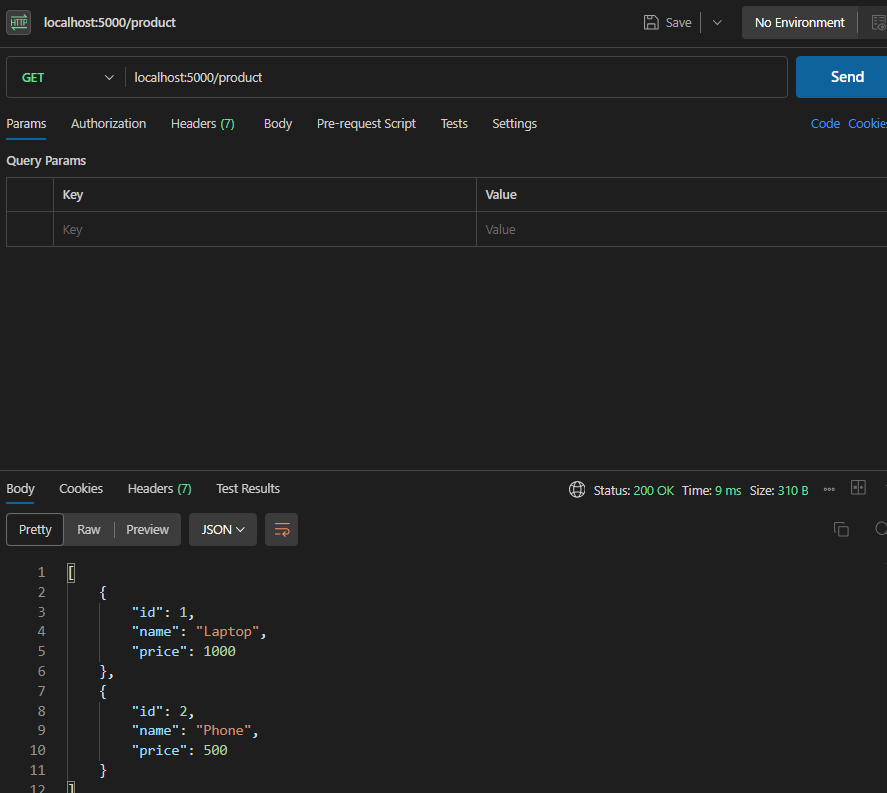 HTTP localhost:5000/product Save No Environment
GET localhost:5000/product Send
Params Authorization Headers (7) Body Pre-request Script Tests Settings Code Cookies
Query Params
Key Value
Key Value
Body Cookies Headers (7) Test Results Status: 200 OK Time: 9 ms Size: 310 B
Pretty Raw Preview JSON
1 [
2 {
3 "id": 1,
4 "name": "Laptop",
5 "price": 1000
6 },
7 {
8 "id": 2,
9 "name": "Phone",
10 "price": 500
11 }
12 ]